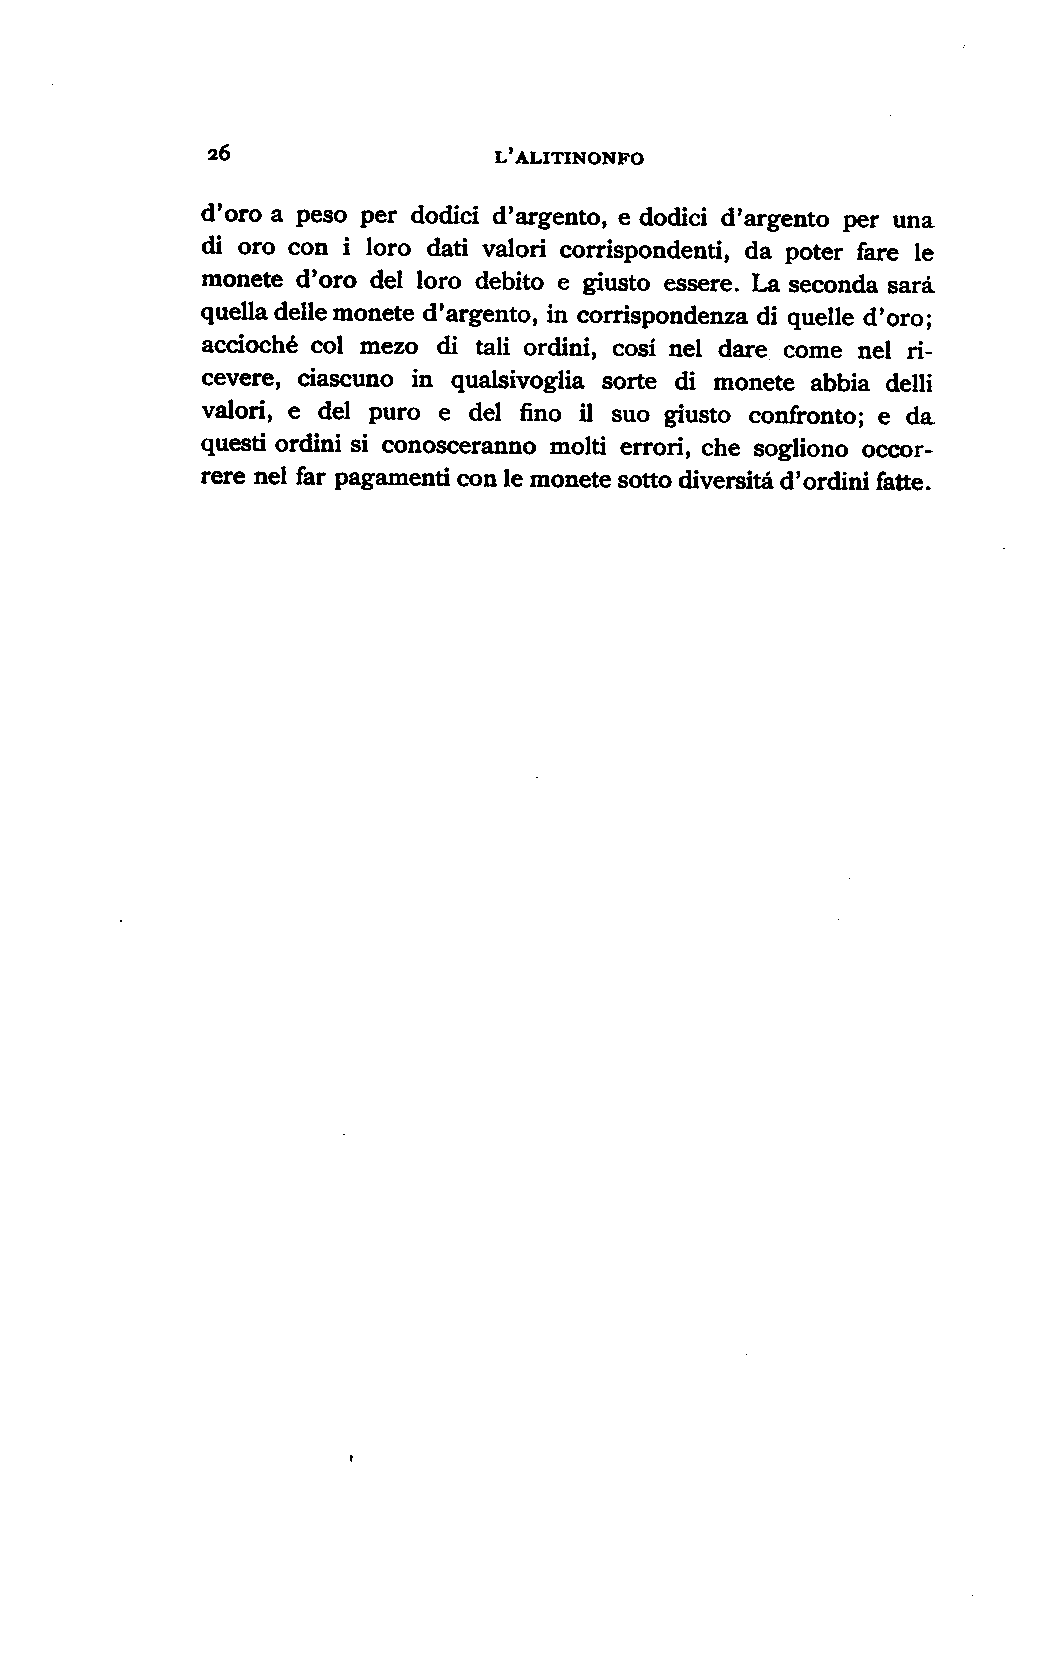 26 L'ALITINONFO
d'oro a peso per dodici d'argento, e dodici d'argento per una
di oro con i loro dati valori corrispondenti, da poter fare le
monete d'oro del loro debito e giusto essere. La seconda sará
quella delle monete d'argento, in corrispondenza di quelle d'oro;
accioché col mezo di tali ordini, cosí nel dare come nel ri-
cevere, ciascuno in qualsivoglia sorte di monete abbia delli
valori, e del puro e del fino il suo giusto confronto; e da
questi ordini si conosceranno molti errori, che sogliono occor-
rere nel far pagamenti con le monete sotto diversitá d'ordini fatte.